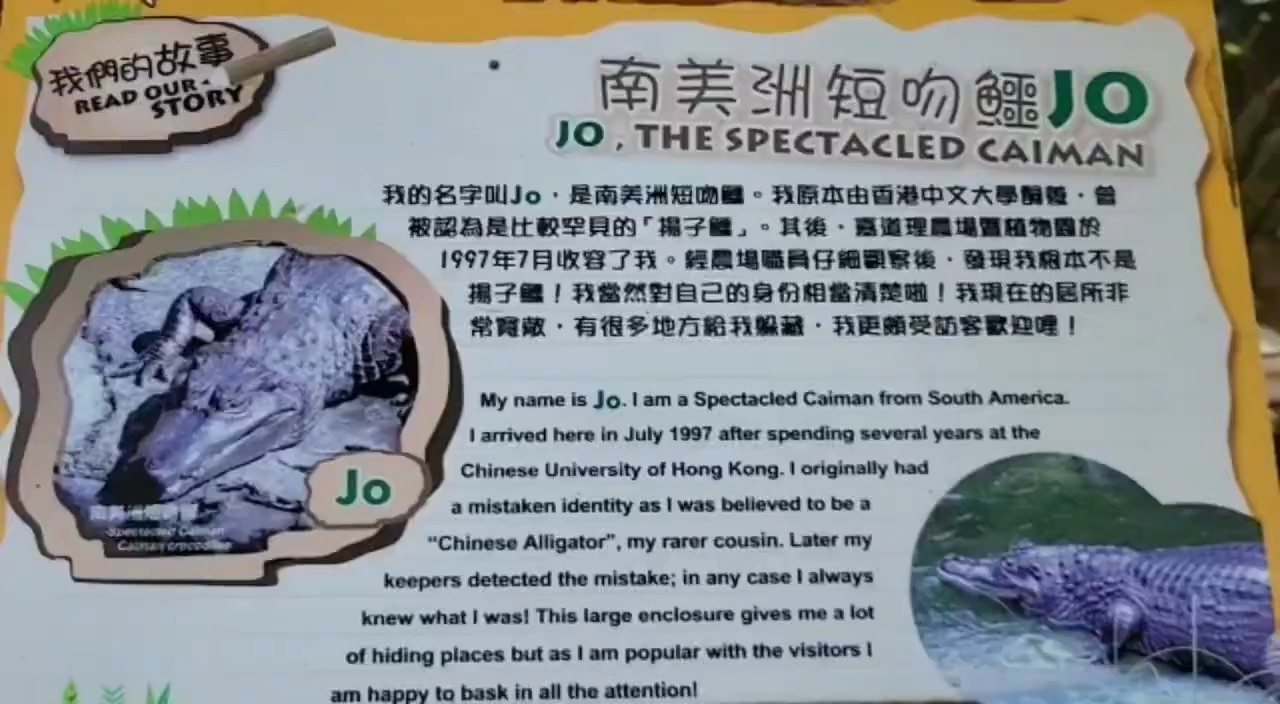 我們的故事
READ OUR
STORY
南美洲短吻鱷JO
JO, THE SPECTACLED CAIMAN
我的名字叫Jo，是南美洲短吻鱷。我原本由香港中文大學飼養，曾
被認為是比較罕見的「揚子鱷」。其後，嘉道理農場暨植物園於
1997年7月收容了我。經農場職員仔細觀察後，發現我根本不是
揚子鱷！我當然對自己的身份相當清楚啦！我現在的居所非
常寬敞，有很多地方給我躲藏，我更頗受訪客歡迎哩！
My name is Jo. I am a Spectacled Caiman from South America.
I arrived here in July 1997 after spending several years at the
Chinese University of Hong Kong. I originally had
a mistaken identity as I was believed to be a
“Chinese Alligator”, my rarer cousin. Later my
keepers detected the mistake; in any case I always
knew what I was! This large enclosure gives me a lot
of hiding places but as I am popular with the visitors I
am happy to bask in all the attention!
Jo
南美洲短吻鱷
Spectacled Caiman
Caiman crocodilus